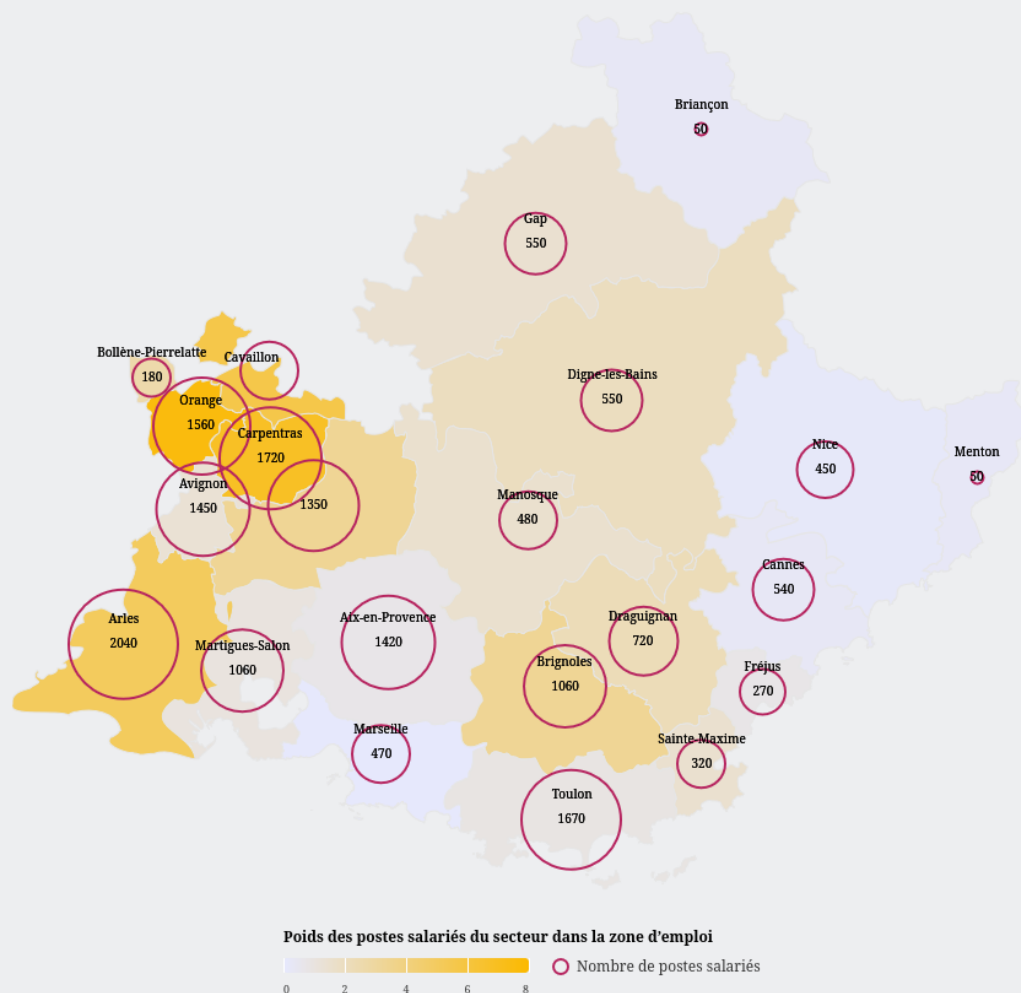 Briançon
50
Gap
550
Bollène-Pierrelatte
180
Cavaillon
Digne-les-Bains
550
Orange
1560
Carpentras
1720
Nice
450
Menton
50
Avignon
1450
1350
Manosque
480
Cannes
540
Arles
2040
Aix-en-Provence
1420
Draguignan
720
Martigues-Salon
1060
Brignoles
1060
Fréjus
270
Marseille
470
Sainte-Maxime
320
Toulon
1670
Poids des postes salariés du secteur dans la zone d'emploi
0 2 4 6 8
Nombre de postes salariés